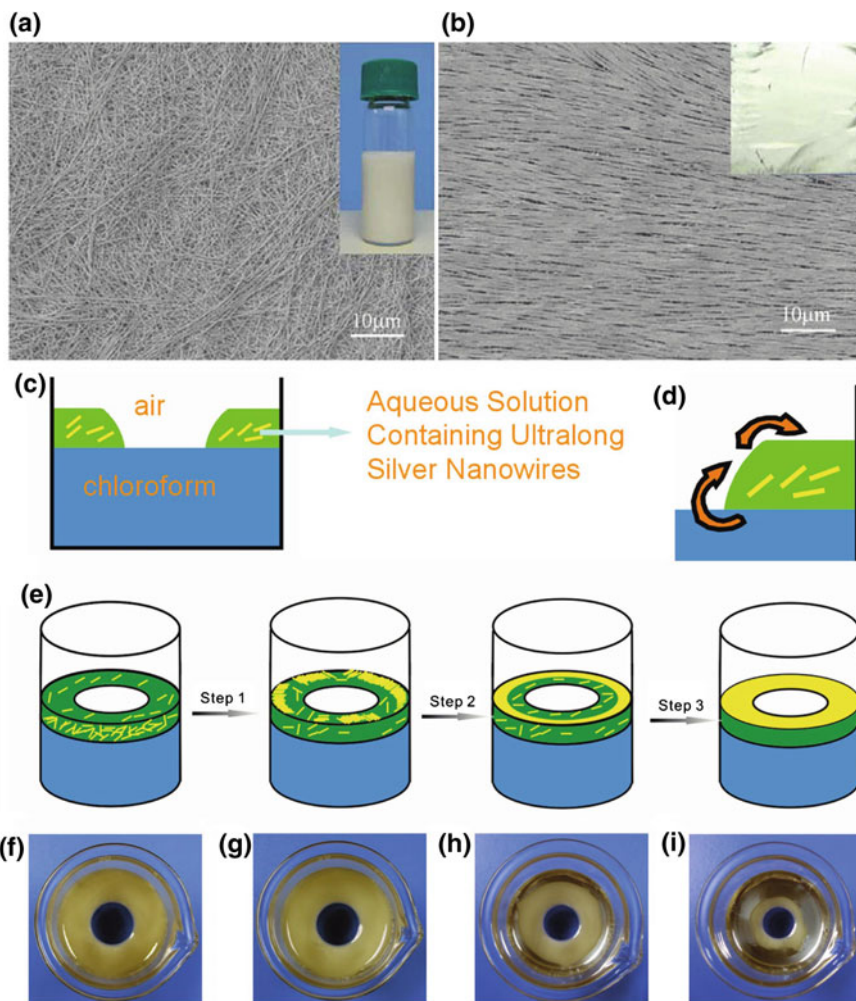 (a)
(b)
10μm
10μm
(c)
air
chloroform
Aqueous Solution
Containing Ultralong
Silver Nanowires
(d)
(e)
Step 1
Step 2
Step 3
(f)
(g)
(h)
(i)